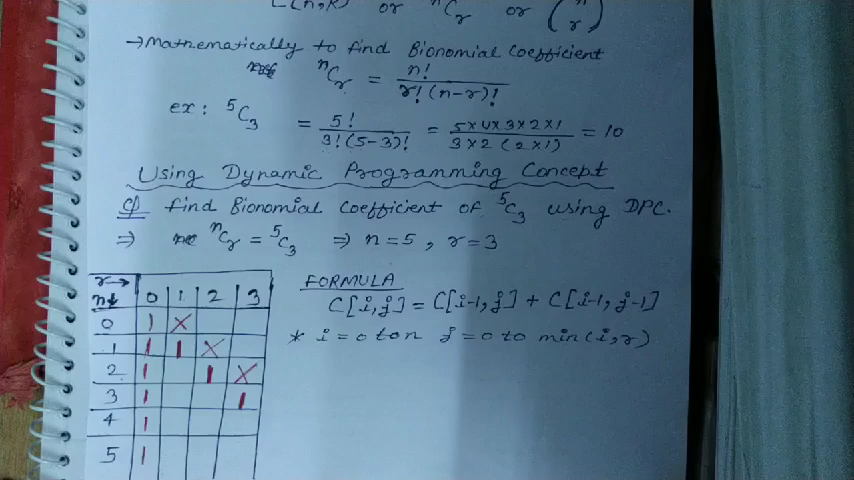 C(n,k) or nCr or (n r)
→ Mathematically to find Bionomial Coefficient
nCr = n! / r!(n-r)!
ex: 5C3 = 5! / 3!(5-3)! = 5×4×3×2×1 / 3×2(2×1) = 10
Using Dynamic Programming Concept
Q find Bionomial Coefficient of 5C3 using DPC.
⇒ nCr = 5C3 ⇒ n=5, r=3
FORMULA
C[i,j] = C[i-1,j] + C[i-1,j-1]
* i=0 to n j=0 to min(i,r)
r→
n↓ 0 1 2 3
0 1 ×
1 1 1 ×
2 1 1 ×
3 1 1
4 1
5 1